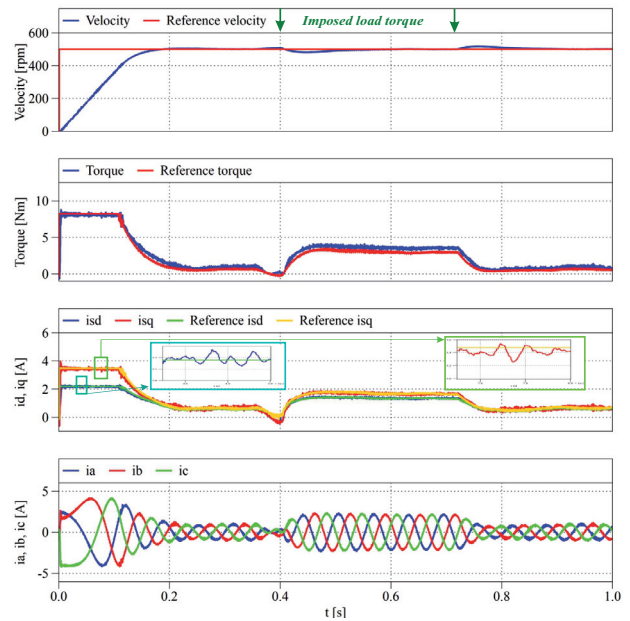 Velocity Reference velocity Imposed load torque
600
400
200
0
Velocity [rpm]
Torque Reference torque
10
5
0
Torque [Nm]
isd isq Reference isd Reference isq
6
4
2
0
id, iq [A]
ia ib ic
5
0
-5
ia, ib, ic [A]
0.0 0.2 0.4 0.6 0.8 1.0
t [s]